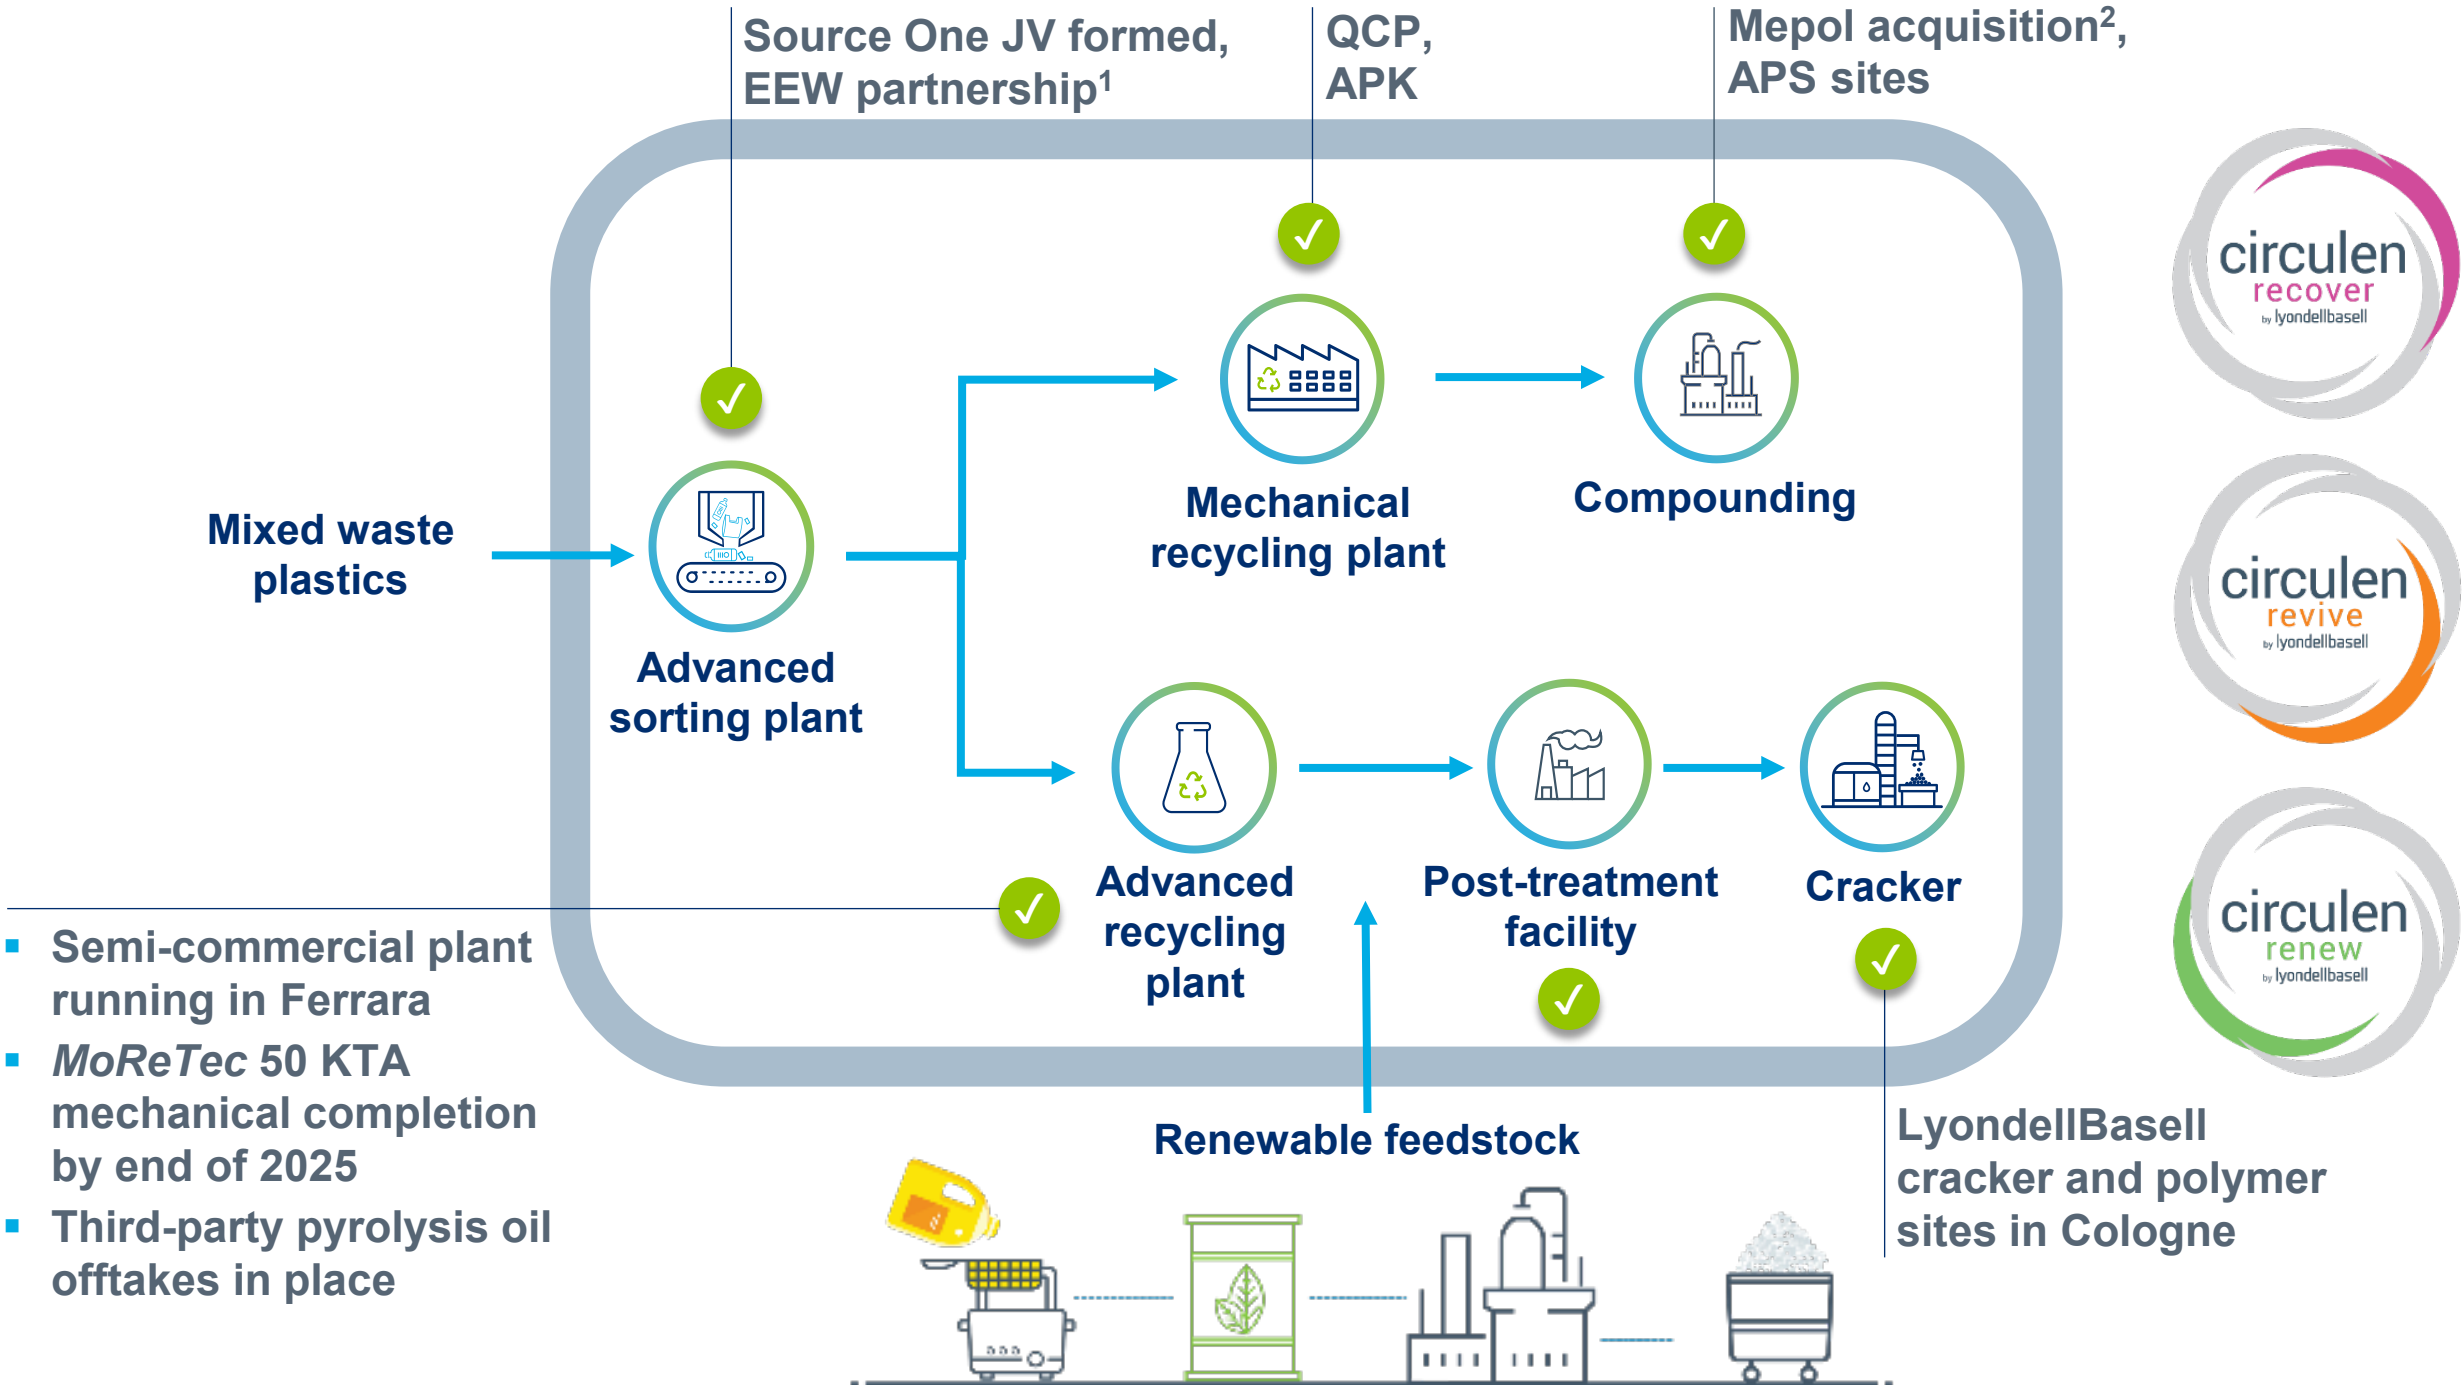 Source One JV formed,
EEW partnership¹
QCP,
APK
Mepol acquisition²,
APS sites
Mixed waste
plastics
Advanced
sorting plant
Mechanical
recycling plant
Compounding
Advanced
recycling
plant
Post-treatment
facility
Cracker
▪ Semi-commercial plant
running in Ferrara
▪ MoReTec 50 KTA
mechanical completion
by end of 2025
▪ Third-party pyrolysis oil
offtakes in place
Renewable feedstock
LyondellBasell
cracker and polymer
sites in Cologne
circulen
recover
by lyondellbasell
circulen
revive
by lyondellbasell
circulen
renew
by lyondellbasell